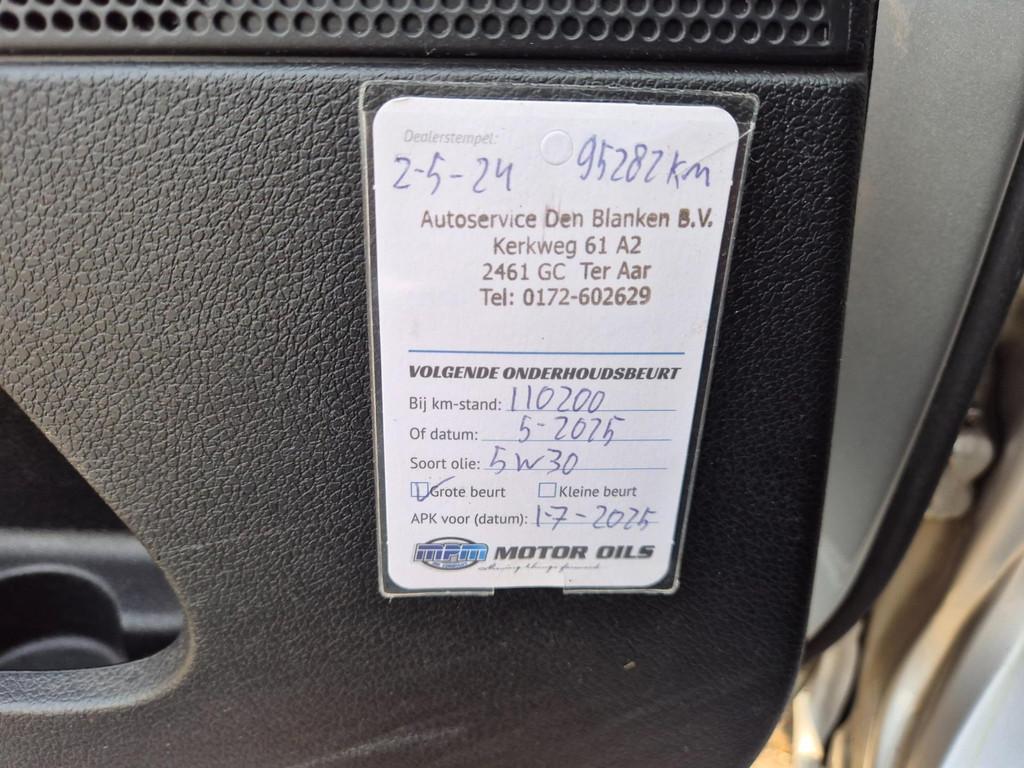 Dealerstempel:
2-5-24 95282 km
Autoservice Den Blanken B.V.
Kerkweg 61 A2
2461 GC Ter Aar
Tel: 0172-602629
VOLGENDE ONDERHOUDSBEURT
Bij km-stand: 110200
Of datum: 5-2025
Soort olie: 5W30
Grote beurt Kleine beurt
APK voor (datum): 1-7-2025
MPM MOTOR OILS